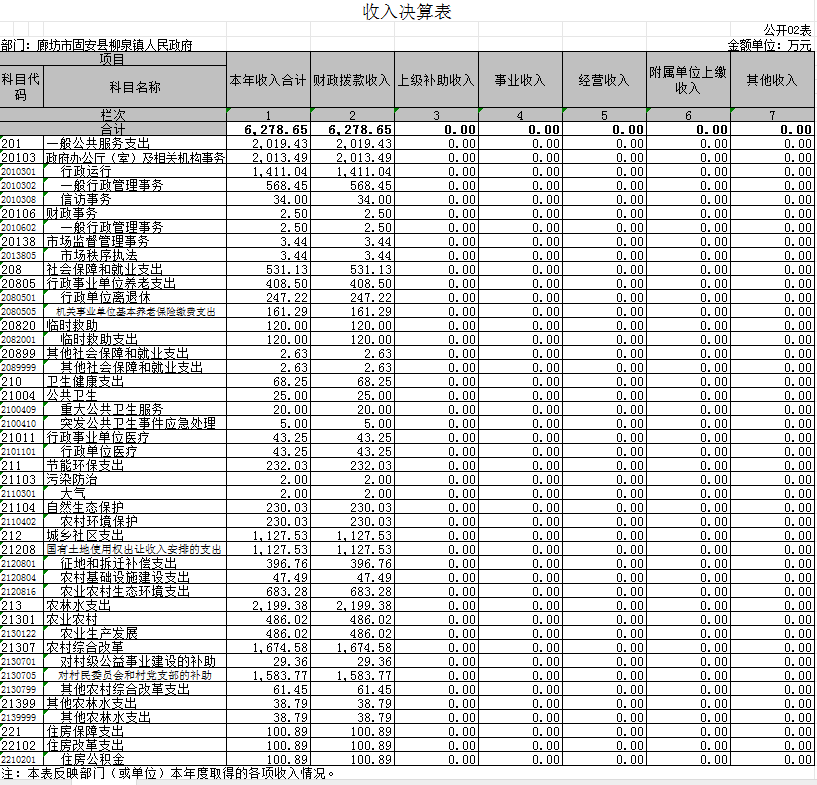 收入决算表
公开02表
部门：廊坊市固安县柳泉镇人民政府 金额单位：万元
项目
科目代码 科目名称 本年收入合计 财政拨款收入 上级补助收入 事业收入 经营收入 附属单位上缴收入 其他收入
栏次 1 2 3 4 5 6 7
合计 6,278.65 6,278.65 0.00 0.00 0.00 0.00 0.00
201 一般公共服务支出 2,019.43 2,019.43 0.00 0.00 0.00 0.00 0.00
20103 政府办公厅（室）及相关机构事务 2,013.49 2,013.49 0.00 0.00 0.00 0.00 0.00
2010301 行政运行 1,411.04 1,411.04 0.00 0.00 0.00 0.00 0.00
2010302 一般行政管理事务 568.45 568.45 0.00 0.00 0.00 0.00 0.00
2010308 信访事务 34.00 34.00 0.00 0.00 0.00 0.00 0.00
20106 财政事务 2.50 2.50 0.00 0.00 0.00 0.00 0.00
2010602 一般行政管理事务 2.50 2.50 0.00 0.00 0.00 0.00 0.00
20138 市场监督管理事务 3.44 3.44 0.00 0.00 0.00 0.00 0.00
2013805 市场秩序执法 3.44 3.44 0.00 0.00 0.00 0.00 0.00
208 社会保障和就业支出 531.13 531.13 0.00 0.00 0.00 0.00 0.00
20805 行政事业单位养老支出 408.50 408.50 0.00 0.00 0.00 0.00 0.00
2080501 行政单位离退休 247.22 247.22 0.00 0.00 0.00 0.00 0.00
2080505 机关事业单位基本养老保险缴费支出 161.29 161.29 0.00 0.00 0.00 0.00 0.00
20820 临时救助 120.00 120.00 0.00 0.00 0.00 0.00 0.00
2082001 临时救助支出 120.00 120.00 0.00 0.00 0.00 0.00 0.00
20899 其他社会保障和就业支出 2.63 2.63 0.00 0.00 0.00 0.00 0.00
2089999 其他社会保障和就业支出 2.63 2.63 0.00 0.00 0.00 0.00 0.00
210 卫生健康支出 68.25 68.25 0.00 0.00 0.00 0.00 0.00
21004 公共卫生 25.00 25.00 0.00 0.00 0.00 0.00 0.00
2100409 重大公共卫生服务 20.00 20.00 0.00 0.00 0.00 0.00 0.00
2100410 突发公共卫生事件应急处理 5.00 5.00 0.00 0.00 0.00 0.00 0.00
21011 行政事业单位医疗 43.25 43.25 0.00 0.00 0.00 0.00 0.00
2101101 行政单位医疗 43.25 43.25 0.00 0.00 0.00 0.00 0.00
211 节能环保支出 232.03 232.03 0.00 0.00 0.00 0.00 0.00
21103 污染防治 2.00 2.00 0.00 0.00 0.00 0.00 0.00
2110301 大气 2.00 2.00 0.00 0.00 0.00 0.00 0.00
21104 自然生态保护 230.03 230.03 0.00 0.00 0.00 0.00 0.00
2110402 农村环境保护 230.03 230.03 0.00 0.00 0.00 0.00 0.00
212 城乡社区支出 1,127.53 1,127.53 0.00 0.00 0.00 0.00 0.00
21208 国有土地使用权出让收入安排的支出 1,127.53 1,127.53 0.00 0.00 0.00 0.00 0.00
2120801 征地和拆迁补偿支出 396.76 396.76 0.00 0.00 0.00 0.00 0.00
2120804 农村基础设施建设支出 47.49 47.49 0.00 0.00 0.00 0.00 0.00
2120816 农业农村生态环境支出 683.28 683.28 0.00 0.00 0.00 0.00 0.00
213 农林水支出 2,199.38 2,199.38 0.00 0.00 0.00 0.00 0.00
21301 农业农村 486.02 486.02 0.00 0.00 0.00 0.00 0.00
2130122 农业生产发展 486.02 486.02 0.00 0.00 0.00 0.00 0.00
21307 农村综合改革 1,674.58 1,674.58 0.00 0.00 0.00 0.00 0.00
2130701 对村级公益事业建设的补助 29.36 29.36 0.00 0.00 0.00 0.00 0.00
2130705 对村民委员会和村党支部的补助 1,583.77 1,583.77 0.00 0.00 0.00 0.00 0.00
2130799 其他农村综合改革支出 61.45 61.45 0.00 0.00 0.00 0.00 0.00
21399 其他农林水支出 38.79 38.79 0.00 0.00 0.00 0.00 0.00
2139999 其他农林水支出 38.79 38.79 0.00 0.00 0.00 0.00 0.00
221 住房保障支出 100.89 100.89 0.00 0.00 0.00 0.00 0.00
22102 住房改革支出 100.89 100.89 0.00 0.00 0.00 0.00 0.00
2210201 住房公积金 100.89 100.89 0.00 0.00 0.00 0.00 0.00
注：本表反映部门（或单位）本年度取得的各项收入情况。